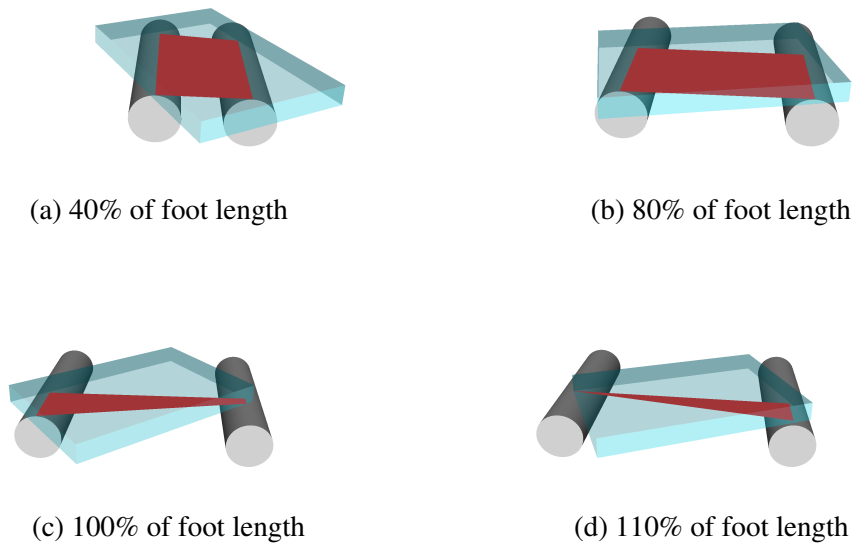 (a) 40% of foot length
(b) 80% of foot length
(c) 100% of foot length
(d) 110% of foot length